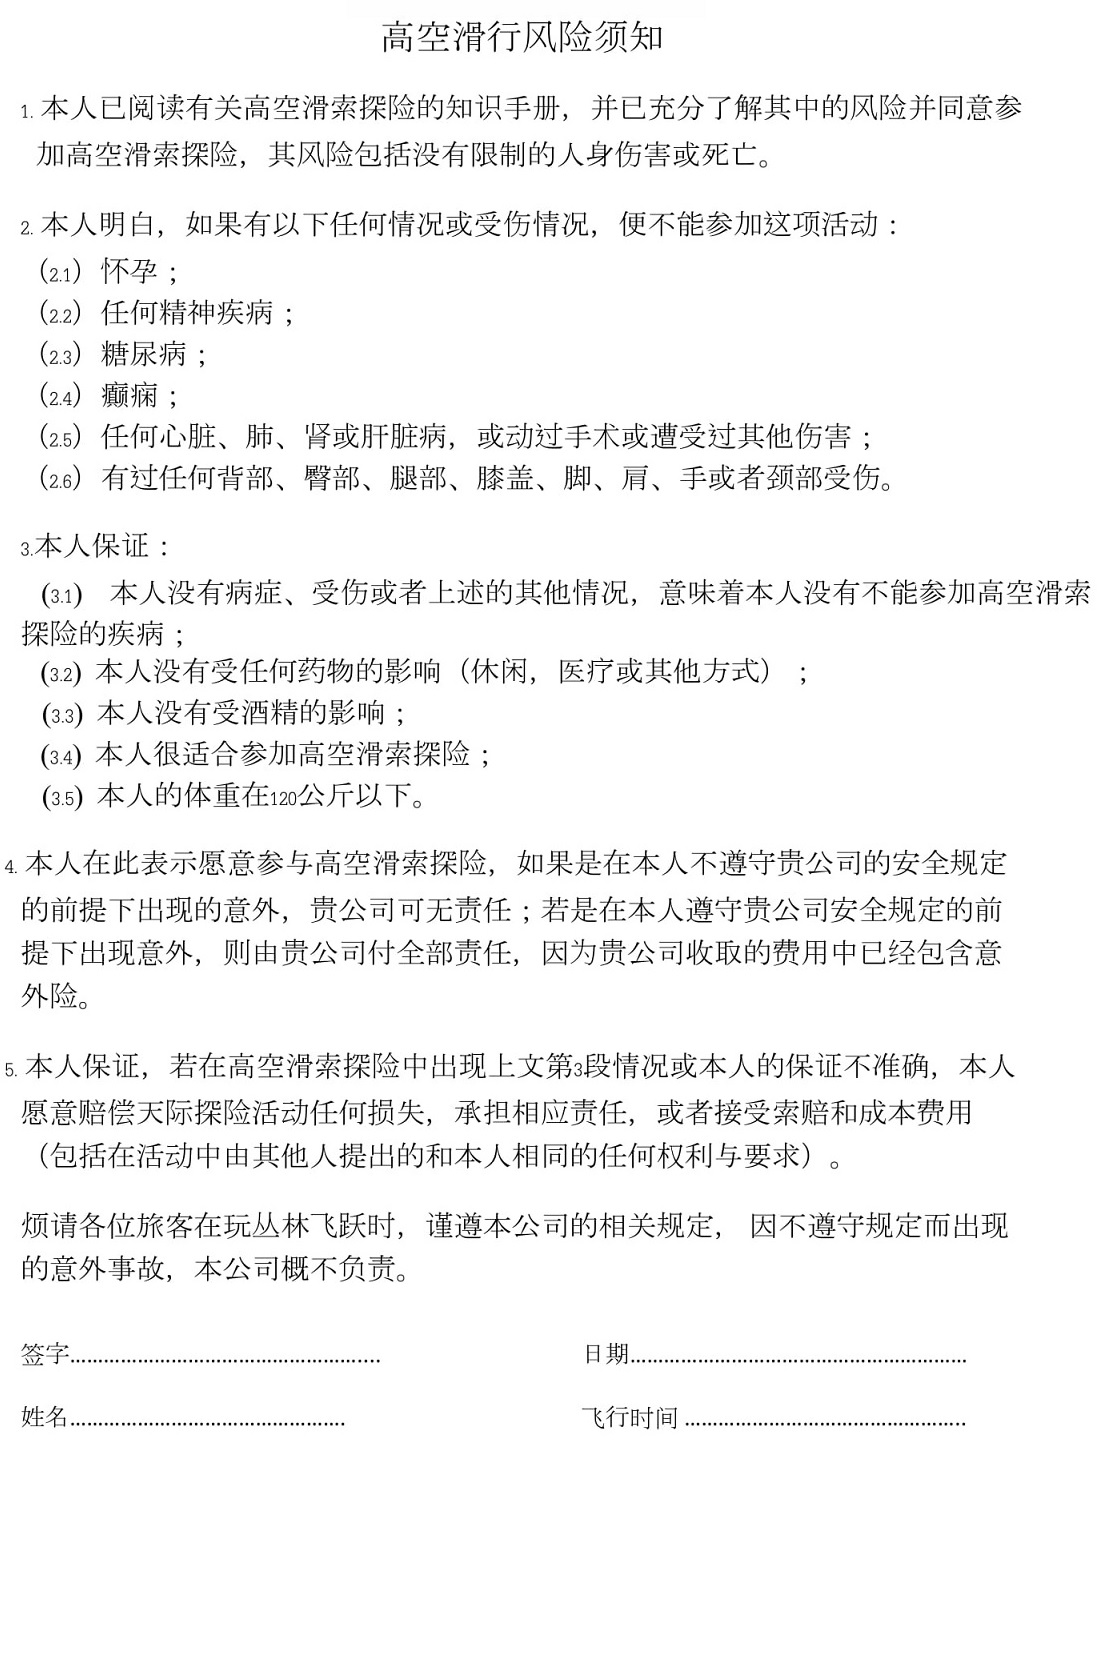 高空滑行风险须知
1. 本人已阅读有关高空滑索探险的知识手册，并已充分了解其中的风险并同意参
加高空滑索探险，其风险包括没有限制的人身伤害或死亡。
2. 本人明白，如果有以下任何情况或受伤情况，便不能参加这项活动：
（2.1）怀孕；
（2.2）任何精神疾病；
（2.3）糖尿病；
（2.4）癫痫；
（2.5）任何心脏、肺、肾或肝脏病，或动过手术或遭受过其他伤害；
（2.6）有过任何背部、臀部、腿部、膝盖、脚、肩、手或者颈部受伤。
3.本人保证：
(3.1) 本人没有病症、受伤或者上述的其他情况，意味着本人没有不能参加高空滑索
探险的疾病；
(3.2) 本人没有受任何药物的影响（休闲，医疗或其他方式）；
(3.3) 本人没有受酒精的影响；
(3.4) 本人很适合参加高空滑索探险；
(3.5) 本人的体重在120公斤以下。
4. 本人在此表示愿意参与高空滑索探险，如果是在本人不遵守贵公司的安全规定
的前提下出现的意外，贵公司可无责任；若是在本人遵守贵公司安全规定的前
提下出现意外，则由贵公司付全部责任，因为贵公司收取的费用中已经包含意
外险。
5. 本人保证，若在高空滑索探险中出现上文第3段情况或本人的保证不准确，本人
愿意赔偿天际探险活动任何损失，承担相应责任，或者接受索赔和成本费用
（包括在活动中由其他人提出的和本人相同的任何权利与要求）。
烦请各位旅客在玩丛林飞跃时，谨遵本公司的相关规定， 因不遵守规定而出现
的意外事故，本公司概不负责。
签字....................................................... 日期............................................................
姓名................................................. 飞行时间 ..................................................